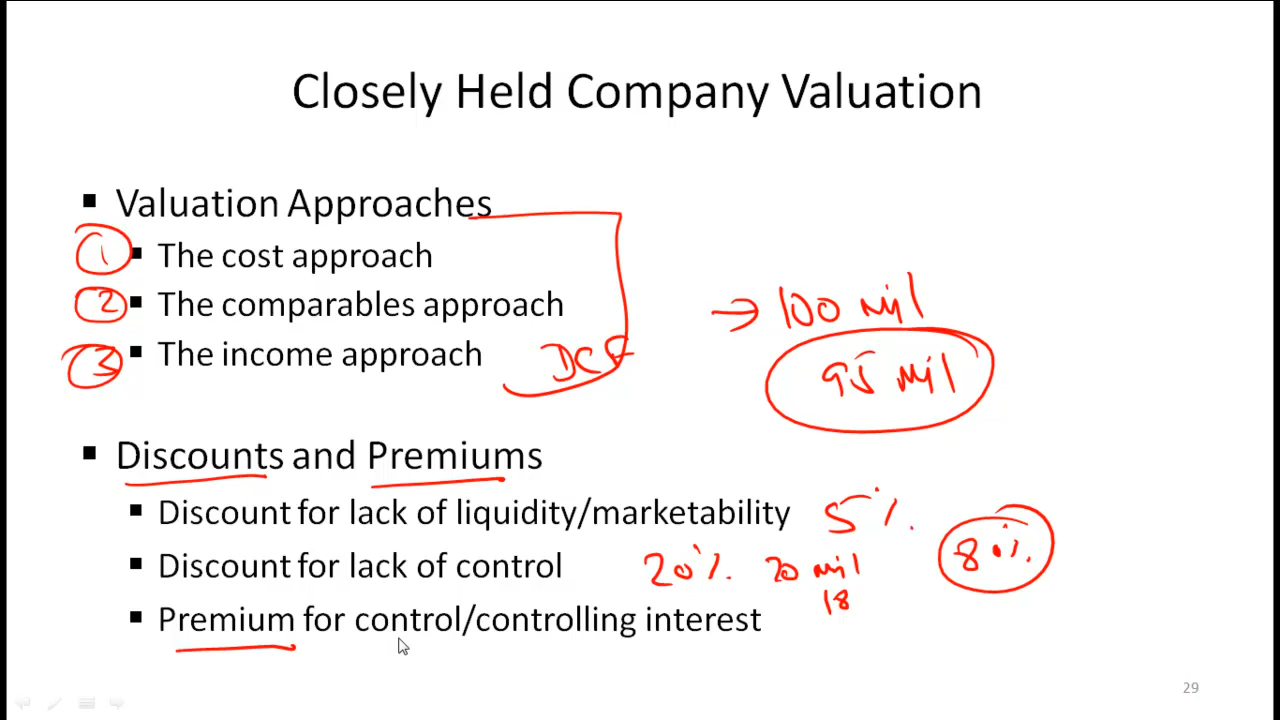 Closely Held Company Valuation
▪ Valuation Approaches
1 ▪ The cost approach
2 ▪ The comparables approach
→ 100 mil
3 ▪ The income approach DCF
95 mil
▪ Discounts and Premiums
▪ Discount for lack of liquidity/marketability 5%.
▪ Discount for lack of control 20%. 20 mil 80%.
18
▪ Premium for control/controlling interest
29